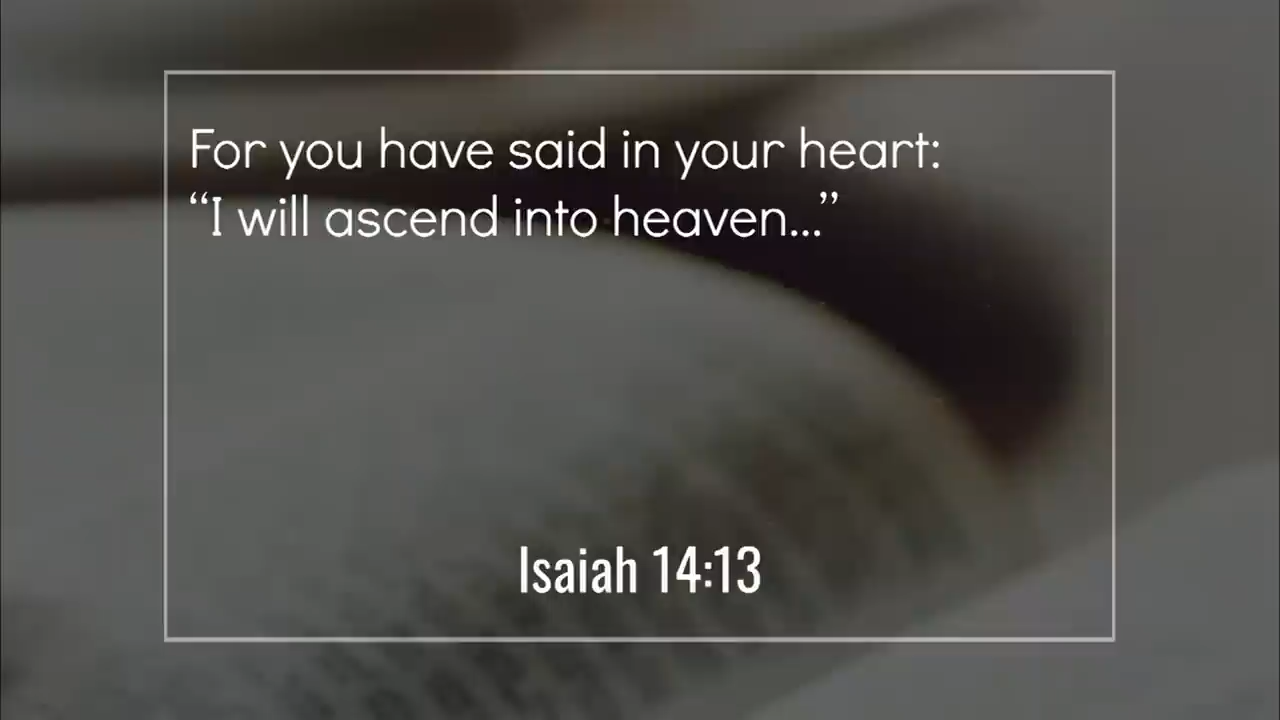 For you have said in your heart:
“I will ascend into heaven...”
Isaiah 14:13